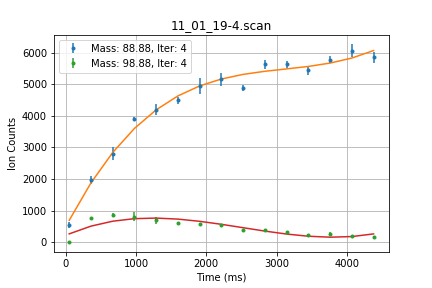 11_01_19-4.scan
Mass: 88.88, Iter: 4
Mass: 98.88, Iter: 4
Ion Counts
6000
5000
4000
3000
2000
1000
0
0 1000 2000 3000 4000
Time (ms)